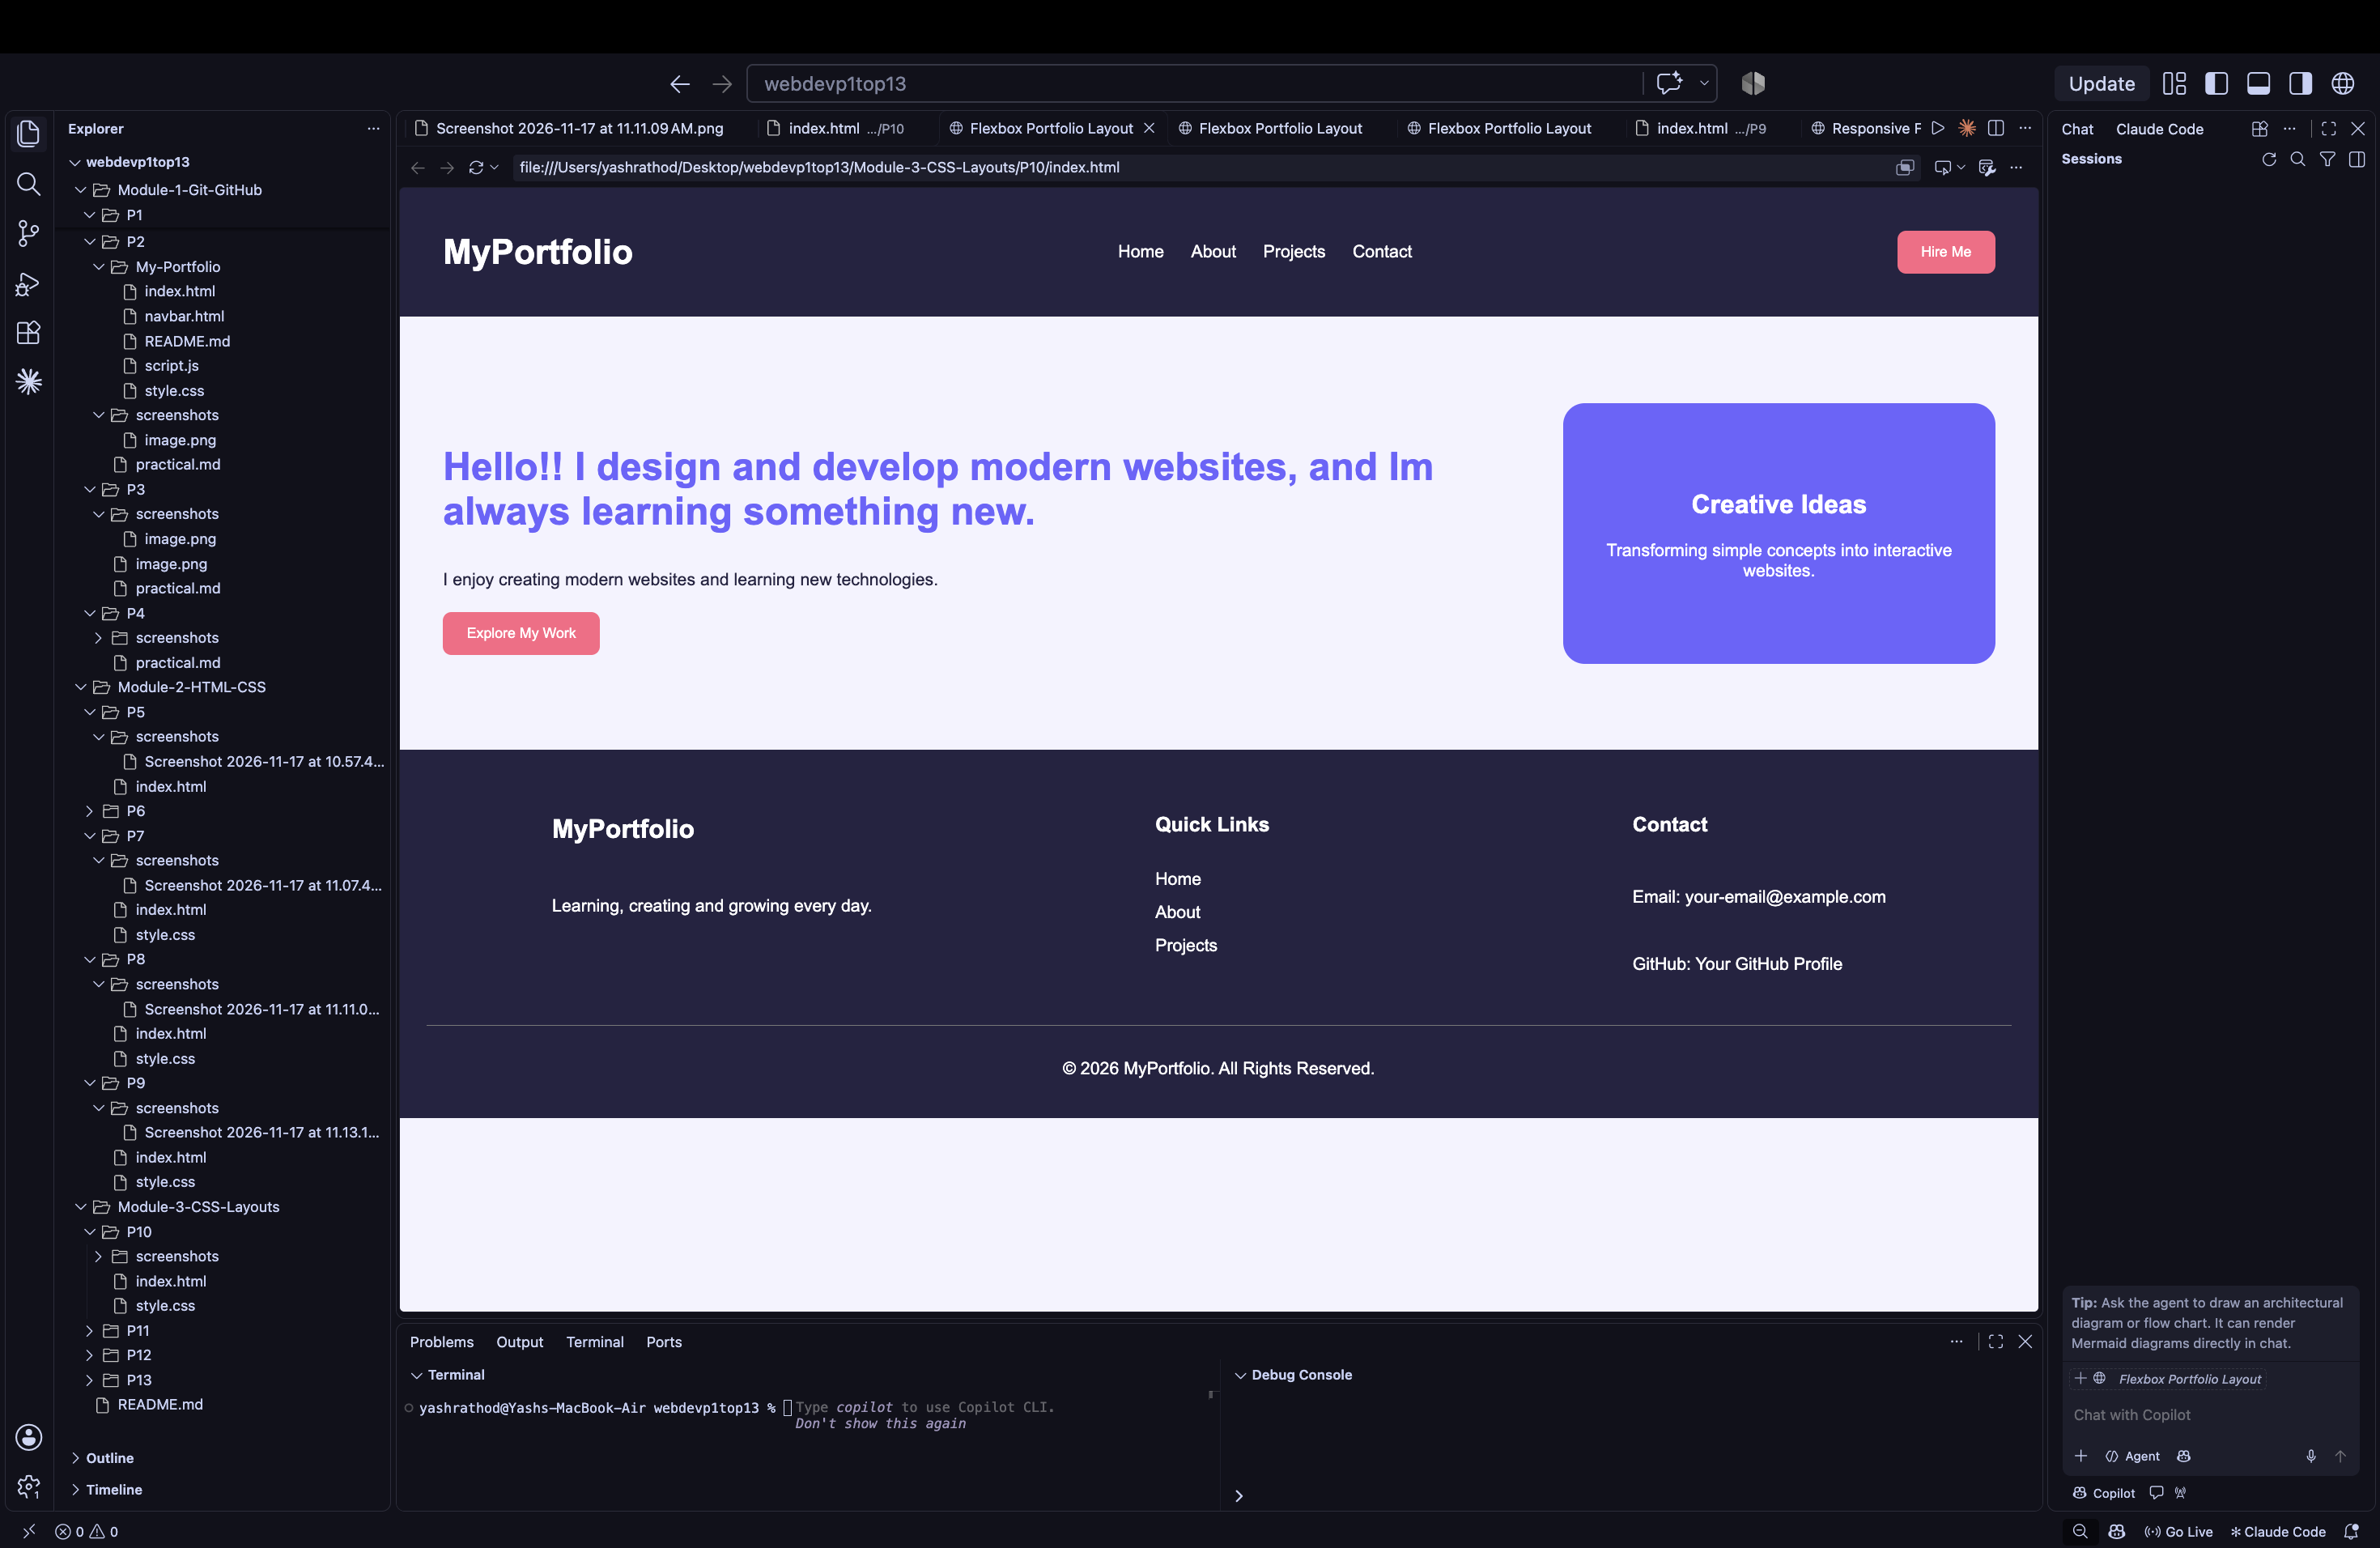 webdevp1top13
Update
Explorer
webdevp1top13
Module-1-Git-GitHub
P1
P2
My-Portfolio
index.html
navbar.html
README.md
script.js
style.css
screenshots
image.png
practical.md
P3
screenshots
image.png
image.png
practical.md
P4
screenshots
practical.md
Module-2-HTML-CSS
P5
screenshots
Screenshot 2026-11-17 at 10.57.4...
index.html
P6
P7
screenshots
Screenshot 2026-11-17 at 11.07.4...
index.html
style.css
P8
screenshots
Screenshot 2026-11-17 at 11.11.0...
index.html
style.css
P9
screenshots
Screenshot 2026-11-17 at 11.13.1...
index.html
style.css
Module-3-CSS-Layouts
P10
screenshots
index.html
style.css
P11
P12
P13
README.md
Outline
Timeline
Screenshot 2026-11-17 at 11.11.09 AM.png
index.html .../P10
Flexbox Portfolio Layout
Flexbox Portfolio Layout
Flexbox Portfolio Layout
index.html .../P9
Responsive F
file:///Users/yashrathod/Desktop/webdevp1top13/Module-3-CSS-Layouts/P10/index.html
MyPortfolio
Home About Projects Contact
Hire Me
Hello!! I design and develop modern websites, and Im
always learning something new.
I enjoy creating modern websites and learning new technologies.
Explore My Work
Creative Ideas
Transforming simple concepts into interactive
websites.
MyPortfolio
Learning, creating and growing every day.
Quick Links
Home
About
Projects
Contact
Email: your-email@example.com
GitHub: Your GitHub Profile
© 2026 MyPortfolio. All Rights Reserved.
Problems Output Terminal Ports
Terminal
yashrathod@Yashs-MacBook-Air webdevp1top13 % Type copilot to use Copilot CLI.
Don't show this again
Debug Console
Chat Claude Code
Sessions
Tip: Ask the agent to draw an architectural
diagram or flow chart. It can render
Mermaid diagrams directly in chat.
Flexbox Portfolio Layout
Chat with Copilot
Agent
Copilot
1
0 0
Go Live
Claude Code